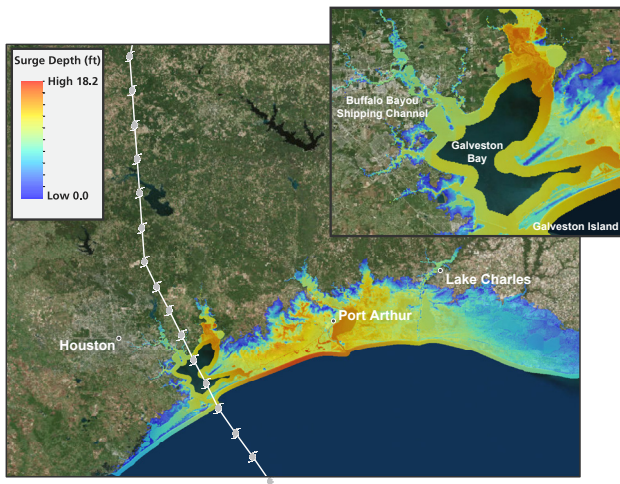 Surge Depth (ft)
High 18.2
Low 0.0
Buffalo Bayou
Shipping Channel
Galveston
Bay
Galveston Island
Lake Charles
Port Arthur
Houston